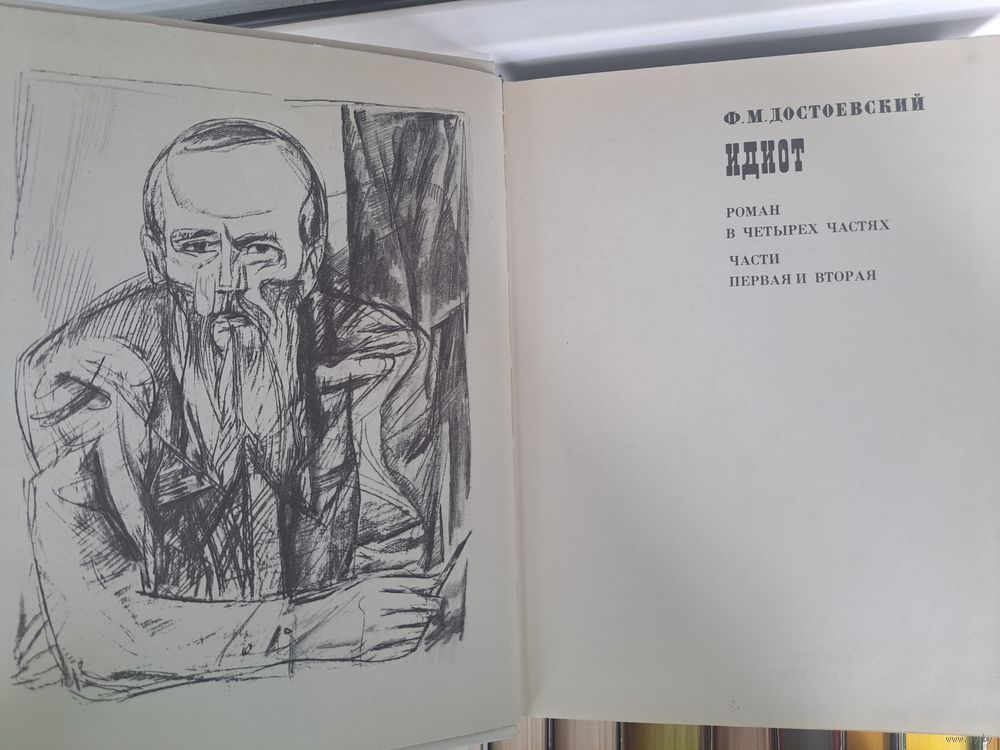 Ф.М.ДОСТОЕВСКИЙ
ИДИОТ
РОМАН
В ЧЕТЫРЕХ ЧАСТЯХ
ЧАСТИ
ПЕРВАЯ И ВТОРАЯ